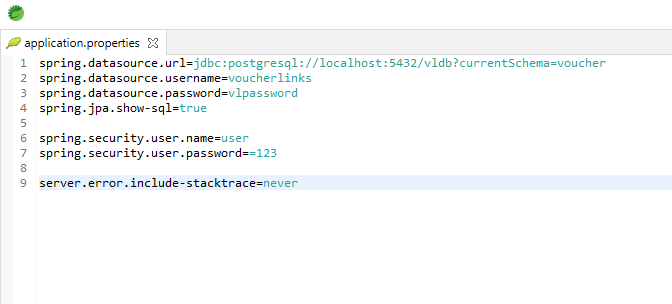 application.properties
1 spring.datasource.url=jdbc:postgresql://localhost:5432/vldb?currentSchema=voucher
2 spring.datasource.username=voucherlinks
3 spring.datasource.password=vlpassword
4 spring.jpa.show-sql=true
5
6 spring.security.user.name=user
7 spring.security.user.password==123
8
9 server.error.include-stacktrace=never